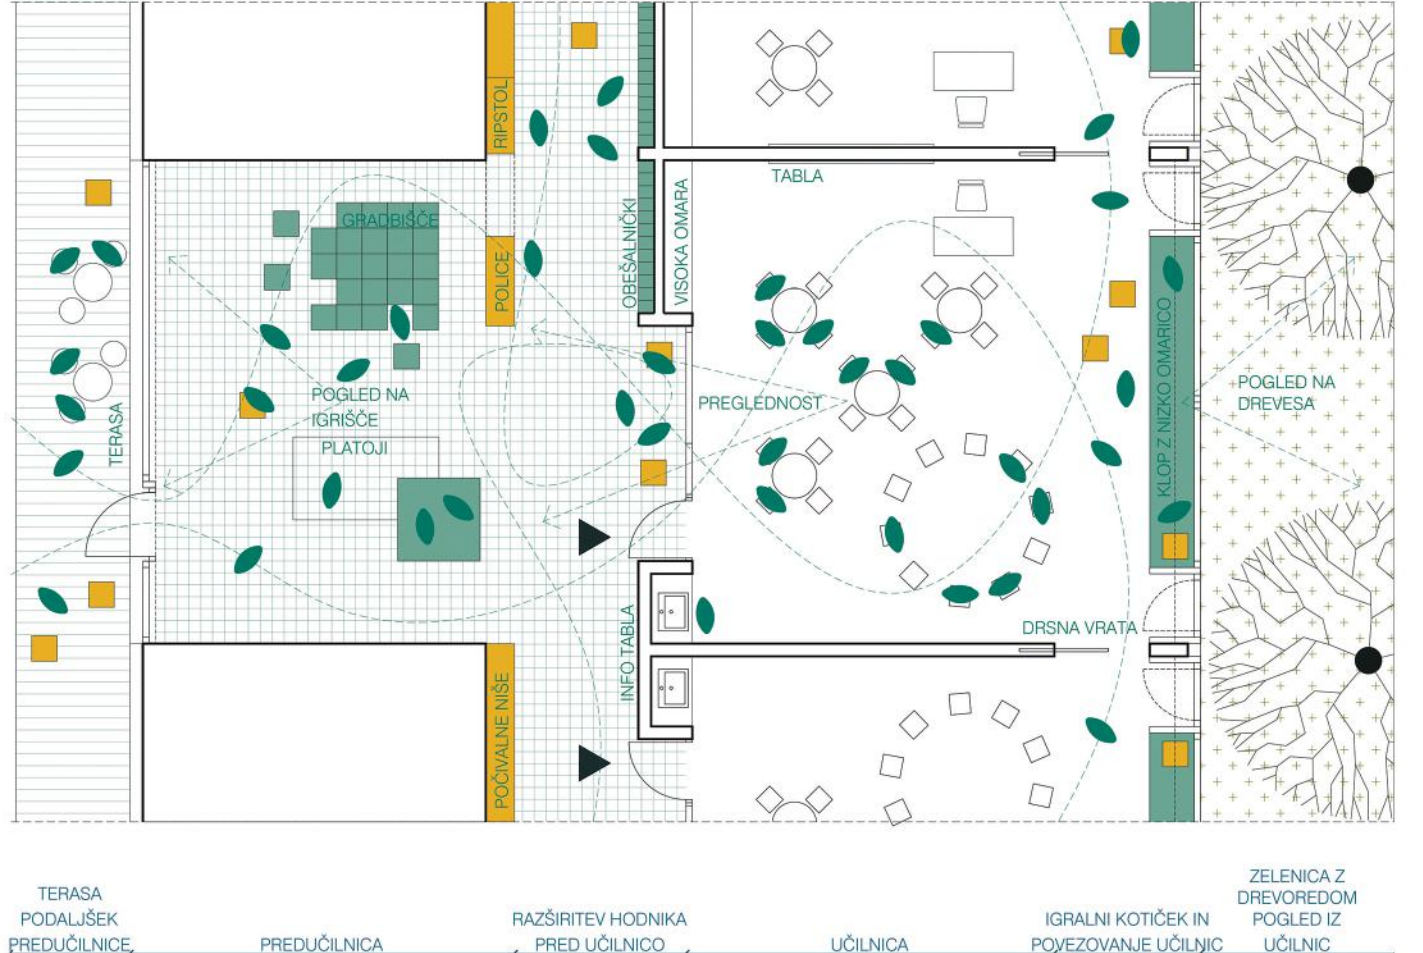 RIPSTOL
TABLA
OBEŠALNIČKI
VISOKA OMARA
GRADBIŠČE
POLICE
POGLED NA
IGRIŠČE
PLATOJI
TERASA
PREGLEDNOST
KLOP Z NIZKO OMARICO
POGLED NA
DREVESA
INFO TABLA
DRSNA VRATA
POČIVALNE NIŠE
TERASA
PODALJŠEK
PREDUČILNICE
PREDUČILNICA
RAZŠIRITEV HODNIKA
PRED UČILNICO
UČILNICA
IGRALNI KOTIČEK IN
POVEZOVANJE UČILNIC
ZELENICA Z
DREVOREDOM
POGLED IZ
UČILNIC